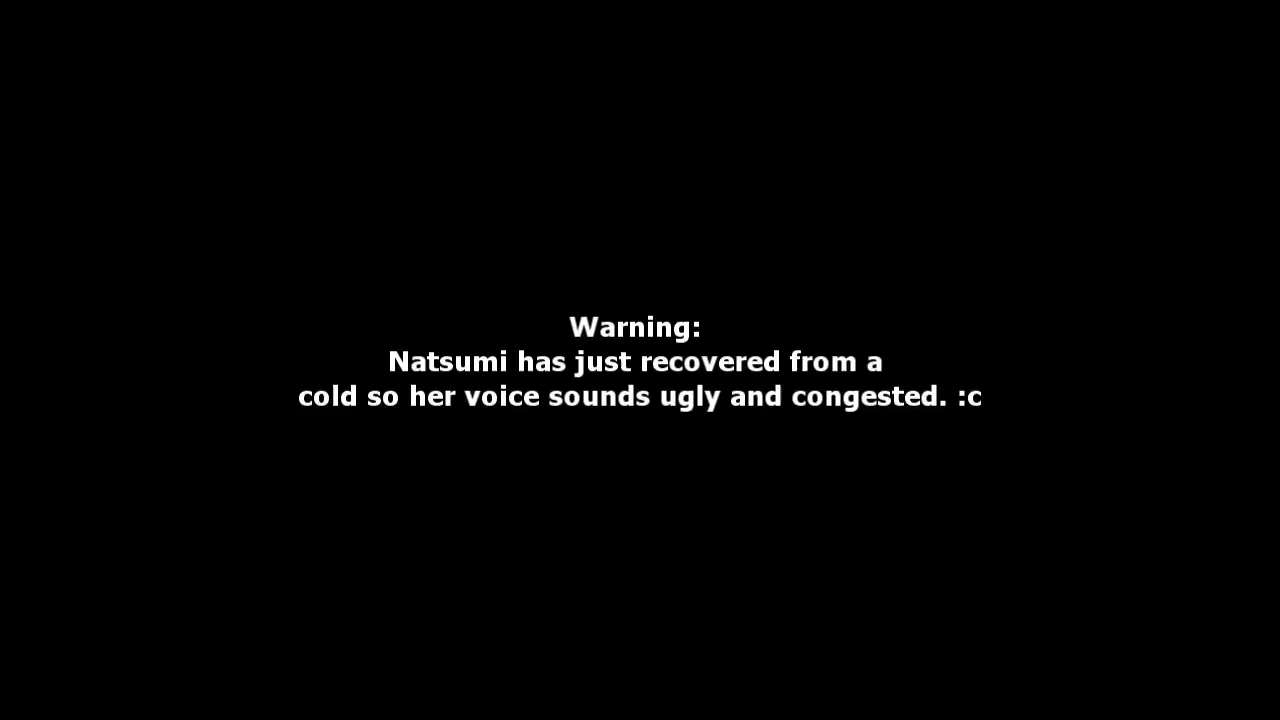 Warning:
Natsumi has just recovered from a
cold so her voice sounds ugly and congested. :c